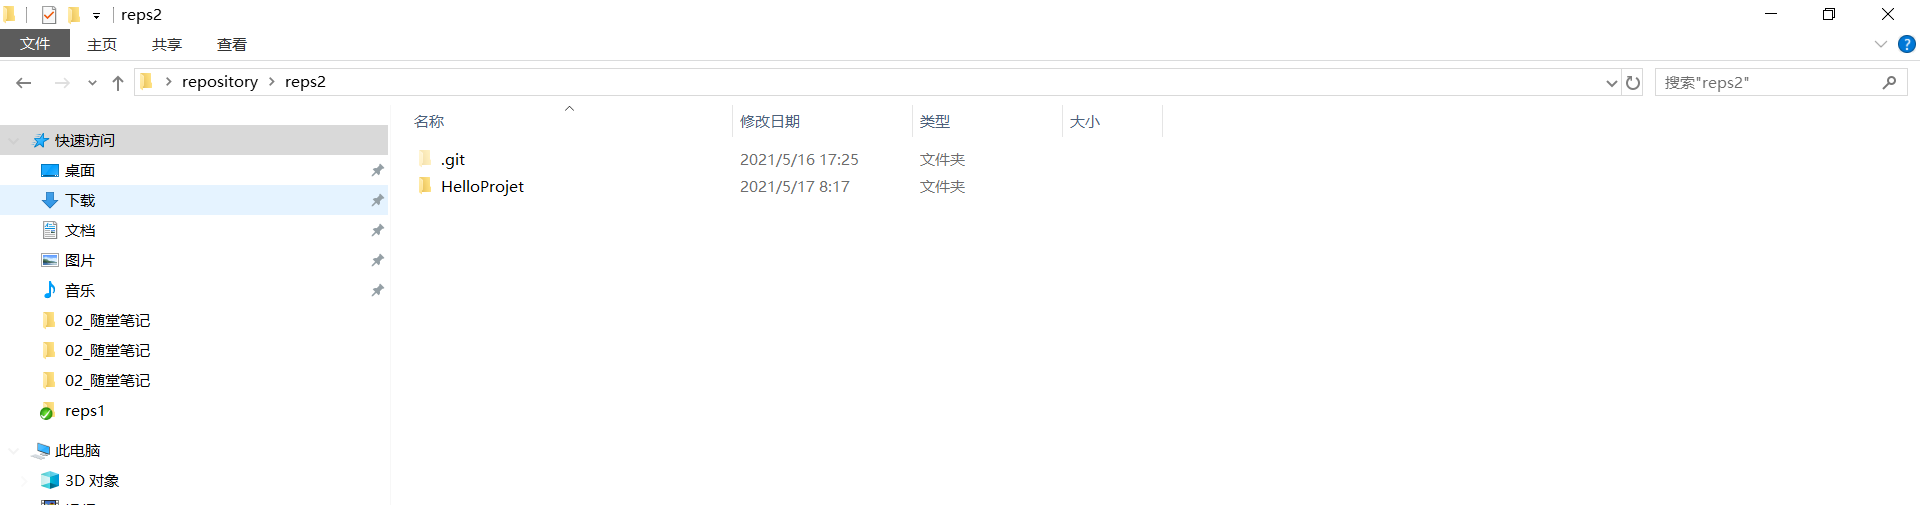 reps2
文件 主页 共享 查看
repository reps2 搜索"reps2"
名称 修改日期 类型 大小
快速访问
桌面
下载
文档
图片
音乐
02_随堂笔记
02_随堂笔记
02_随堂笔记
reps1
此电脑
3D 对象
.git 2021/5/16 17:25 文件夹
HelloProjet 2021/5/17 8:17 文件夹